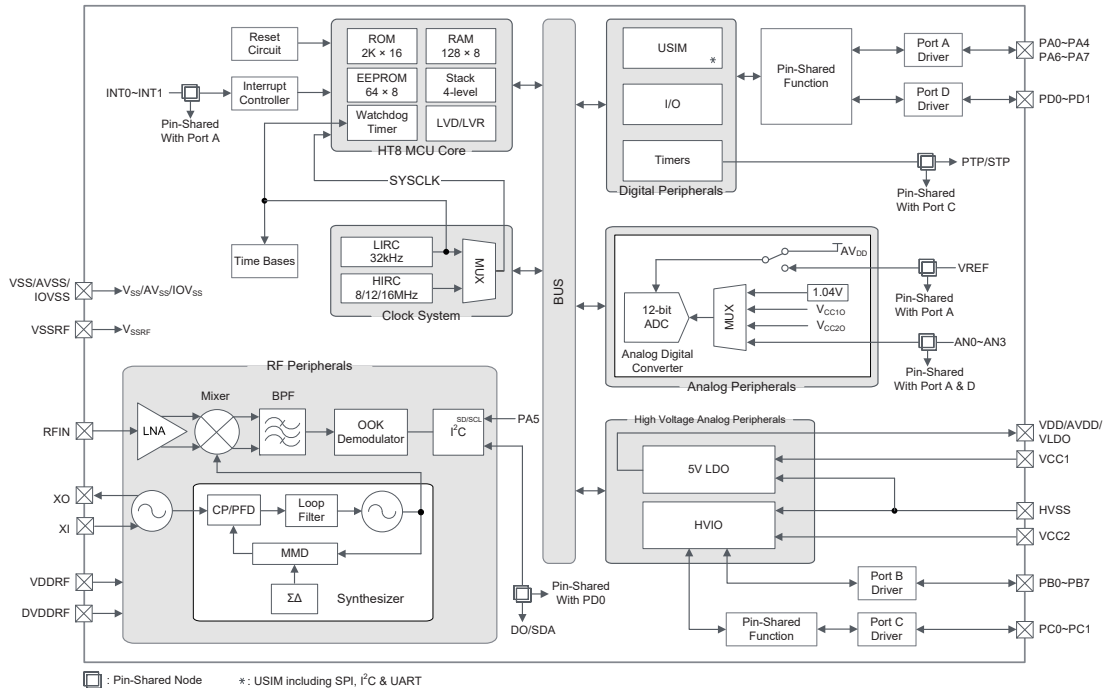 Reset
Circuit
INT0~INT1
Interrupt
Controller
Pin-Shared
With Port A
ROM
2K × 16
RAM
128 × 8
EEPROM
64 × 8
Stack
4-level
Watchdog
Timer
LVD/LVR
HT8 MCU Core
SYSCLK
Time Bases
LIRC
32kHz
HIRC
8/12/16MHz
MUX
Clock System
VSS/AVSS/
IOVSS
VSS/AVSS/IOVSS
VSSRF
VSSRF
BUS
USIM
*
I/O
Timers
Digital Peripherals
Pin-Shared
Function
Port A
Driver
PA0~PA4
PA6~PA7
Port D
Driver
PD0~PD1
PTP/STP
Pin-Shared
With Port C
AVDD
VREF
Pin-Shared
With Port A
12-bit
ADC
MUX
1.04V
VCC1O
VCC2O
AN0~AN3
Pin-Shared
With Port A & D
Analog Digital
Converter
Analog Peripherals
RF Peripherals
Mixer
BPF
RFIN
LNA
OOK
Demodulator
SD/SCL
I²C
PA5
XO
XI
CP/PFD
Loop
Filter
MMD
ΣΔ
Synthesizer
VDDRF
DVDDRF
Pin-Shared
With PD0
DO/SDA
High Voltage Analog Peripherals
5V LDO
HVIO
VDD/AVDD/
VLDO
VCC1
HVSS
VCC2
Port B
Driver
PB0~PB7
Pin-Shared
Function
Port C
Driver
PC0~PC1
: Pin-Shared Node
*: USIM including SPI, I²C & UART